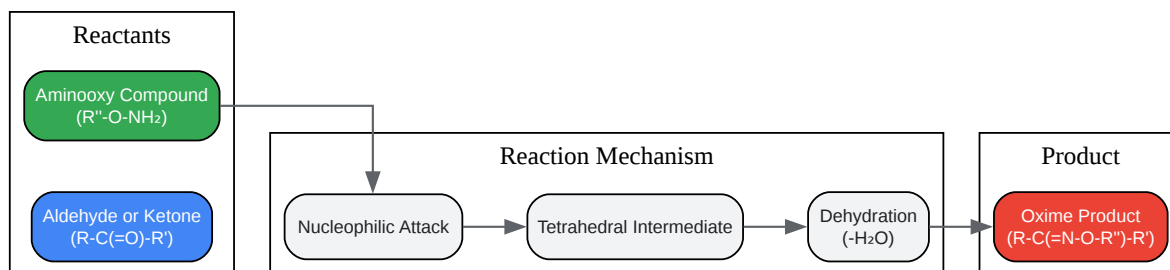 Reactants
Aminooxy Compound
(R"-O-NH₂)
Aldehyde or Ketone
(R-C(=O)-R')
Reaction Mechanism
Nucleophilic Attack
Tetrahedral Intermediate
Dehydration
(-H₂O)
Product
Oxime Product
(R-C(=N-O-R")-R')